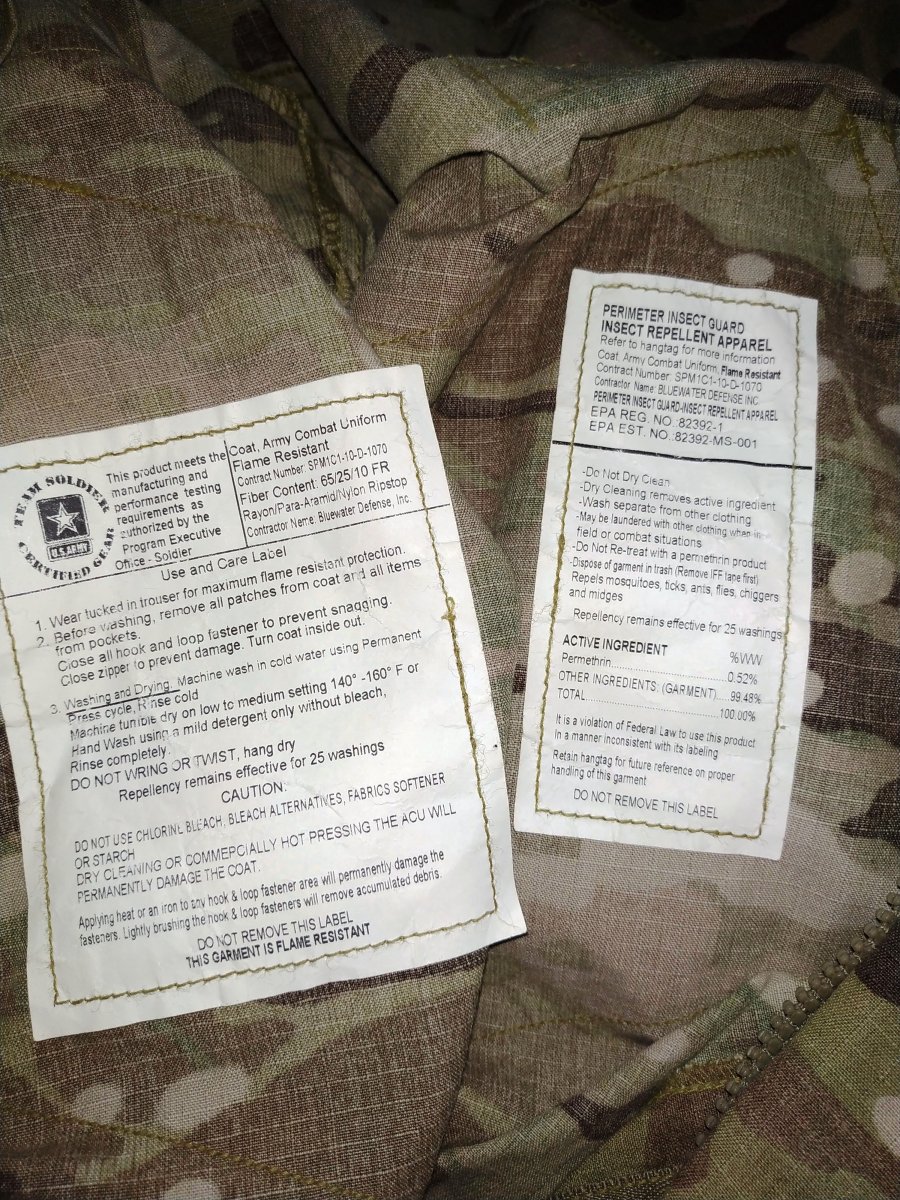 TEAM SOLDIER
U.S. ARMY
CERTIFIED GEAR
This product meets the
manufacturing and
performance testing
requirements as
authorized by the
Program Executive
Office - Soldier
Coat, Army Combat Uniform
Flame Resistant
Contract Number: SPM1C1-10-D-1070
Fiber Content: 65/25/10 FR
Rayon/Para-Aramid/Nylon Ripstop
Contractor Neme: Bluewater Defense, Inc.
Use and Care Label
1. Wear tucked in trouser for maximum flame resistant protection.
2. Before washing, remove all patches from coat and all items
from pockets.
Close all hook and loop fastener to prevent snagging.
Close zipper to prevent damage. Turn coat inside out.
3. Washing and Drying. Machine wash in cold water using Permanent
Press cycle, Rinse cold
Machine tumble dry on low to medium setting 140° -160° F or
Hand Wash using a mild detergent only without bleach,
Rinse completely.
DO NOT WRING OR TWIST, hang dry
Repellency remains effective for 25 washings
CAUTION:
DO NOT USE CHLORINE BLEACH, BLEACH ALTERNATIVES, FABRICS SOFTENER
OR STARCH
DRY CLEANING OR COMMERCIALLY HOT PRESSING THE ACU WILL
PERMANENTLY DAMAGE THE COAT.
Applying heat or an iron to any hook & loop fastener area will permanently damage the
fasteners. Lightly brushing the hook & loop fasteners will remove accumulated debris.
DO NOT REMOVE THIS LABEL
THIS GARMENT IS FLAME RESISTANT
PERIMETER INSECT GUARD
INSECT REPELLENT APPAREL
Refer to hangtag for more information
Coat, Army Combat Uniform, Flame Resistant
Contract Number: SPM1C1-10-D-1070
Contractor Name: BLUEWATER DEFENSE INC.
PERIMETER INSECT GUARD-INSECT REPELLENT APPAREL
EPA REG. NO. 82392-1
EPA EST. NO. 82392-MS-001
-Do Not Dry Clean
-Dry Cleaning removes active ingredient
-Wash separate from other clothing
-May be laundered with other clothing when in
field or combat situations
-Do Not Re-treat with a permethrin product
-Dispose of garment in trash (Remove IFF tape first)
Repels mosquitoes, ticks, ants, flies, chiggers
and midges
Repellency remains effective for 25 washings
ACTIVE INGREDIENT %W/W
Permethrin.......................0.52%
OTHER INGREDIENTS: (GARMENT)....99.48%
TOTAL..............................100.00%
It is a violation of Federal Law to use this product
in a manner inconsistent with its labeling
Retain hangtag for future reference on proper
handling of this garment
DO NOT REMOVE THIS LABEL